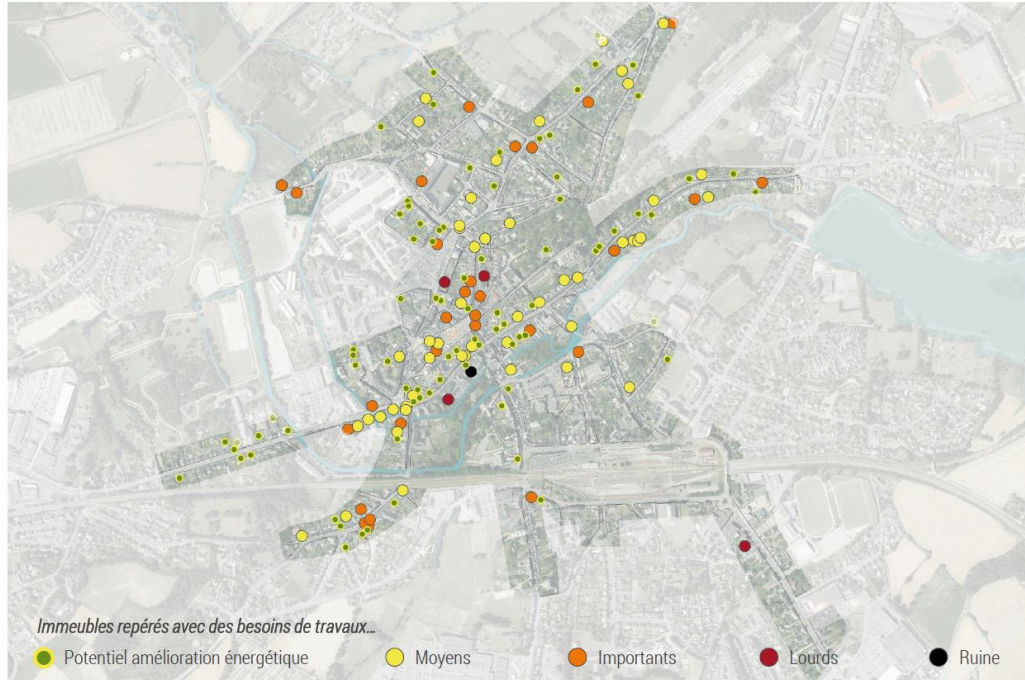 Immeubles repérés avec des besoins de travaux...
Potentiel amélioration énergétique
Moyens
Importants
Lourds
Ruine